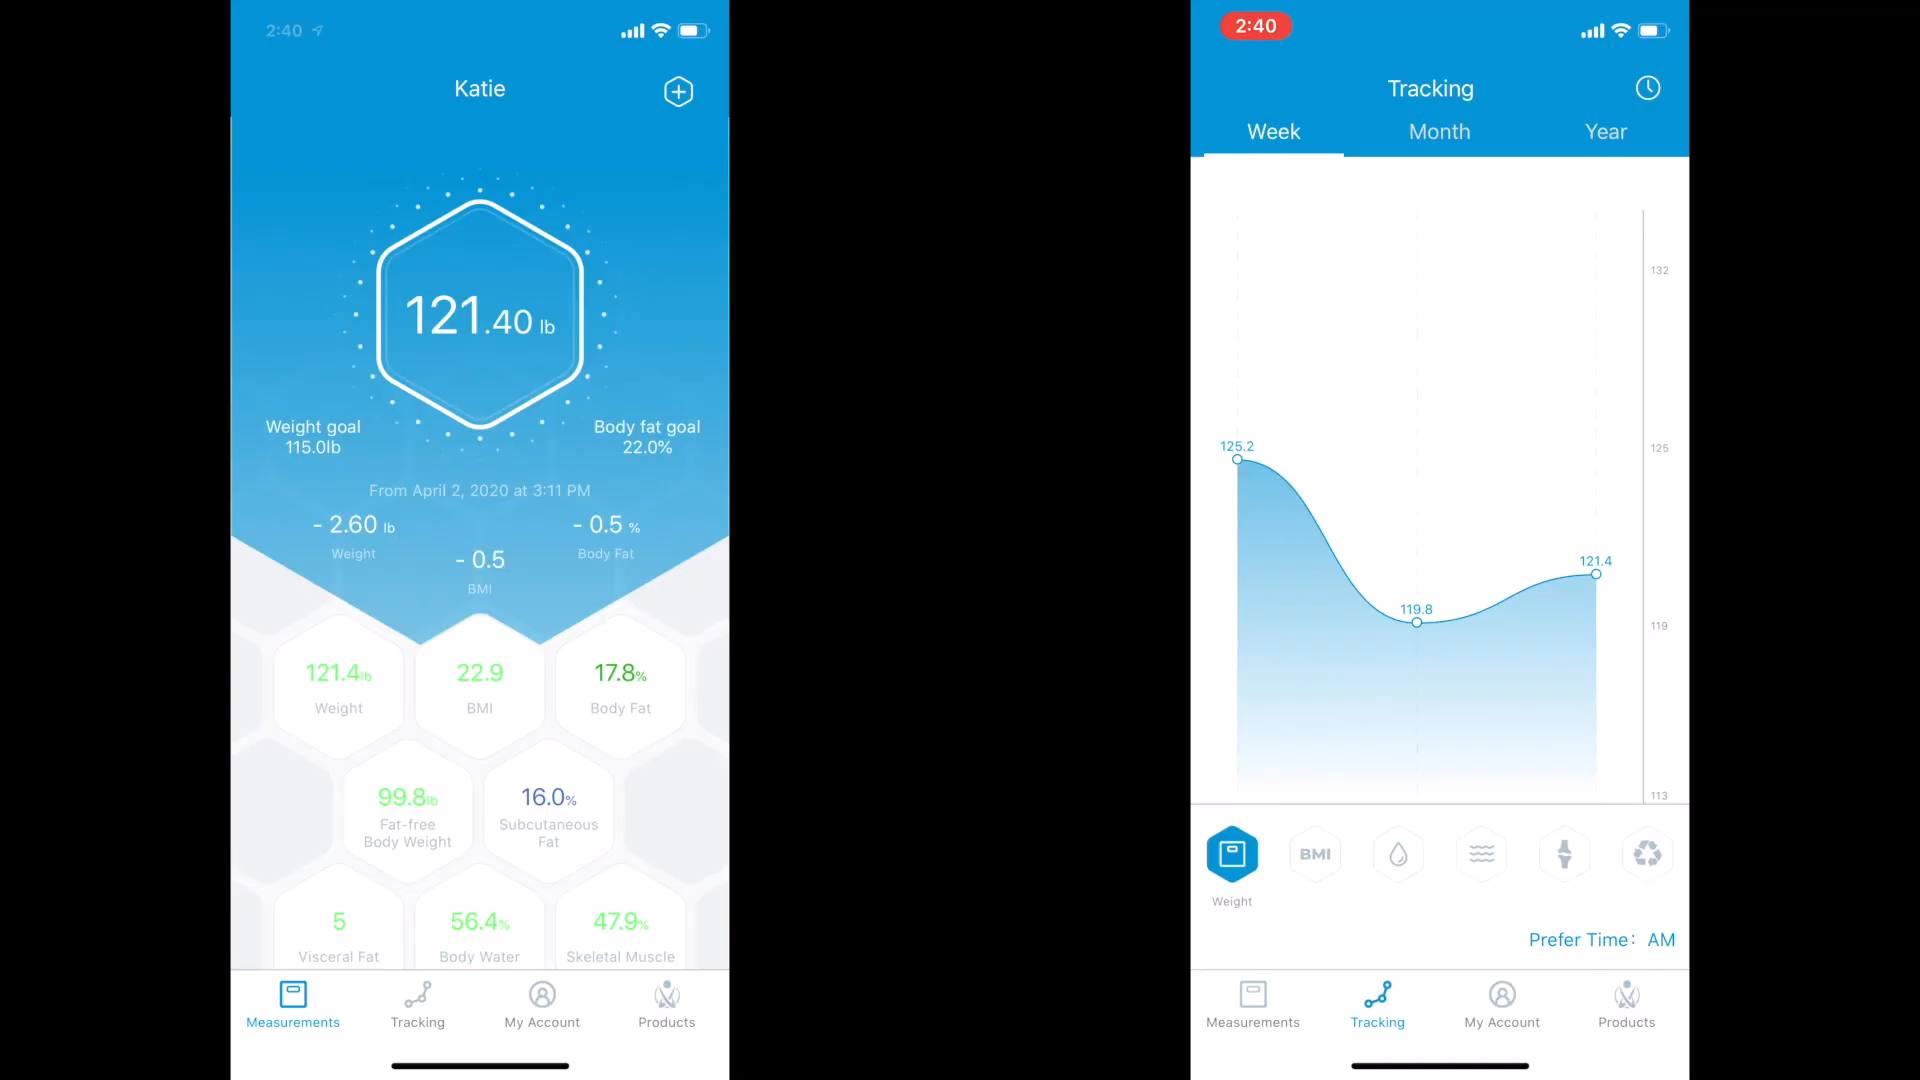 2:40
Katie
121.40 lb
Weight goal
115.0lb
Body fat goal
22.0%
From April 2, 2020 at 3:11 PM
- 2.60 lb
Weight
- 0.5
BMI
- 0.5 %
Body Fat
121.4lb
Weight
22.9
BMI
17.8%
Body Fat
99.8lb
Fat-free
Body Weight
16.0%
Subcutaneous
Fat
5
Visceral Fat
56.4%
Body Water
47.9%
Skeletal Muscle
Measurements
Tracking
My Account
Products
2:40
Tracking
Week
Month
Year
132
125
119
113
125.2
119.8
121.4
BMI
Weight
Prefer Time: AM
Measurements
Tracking
My Account
Products